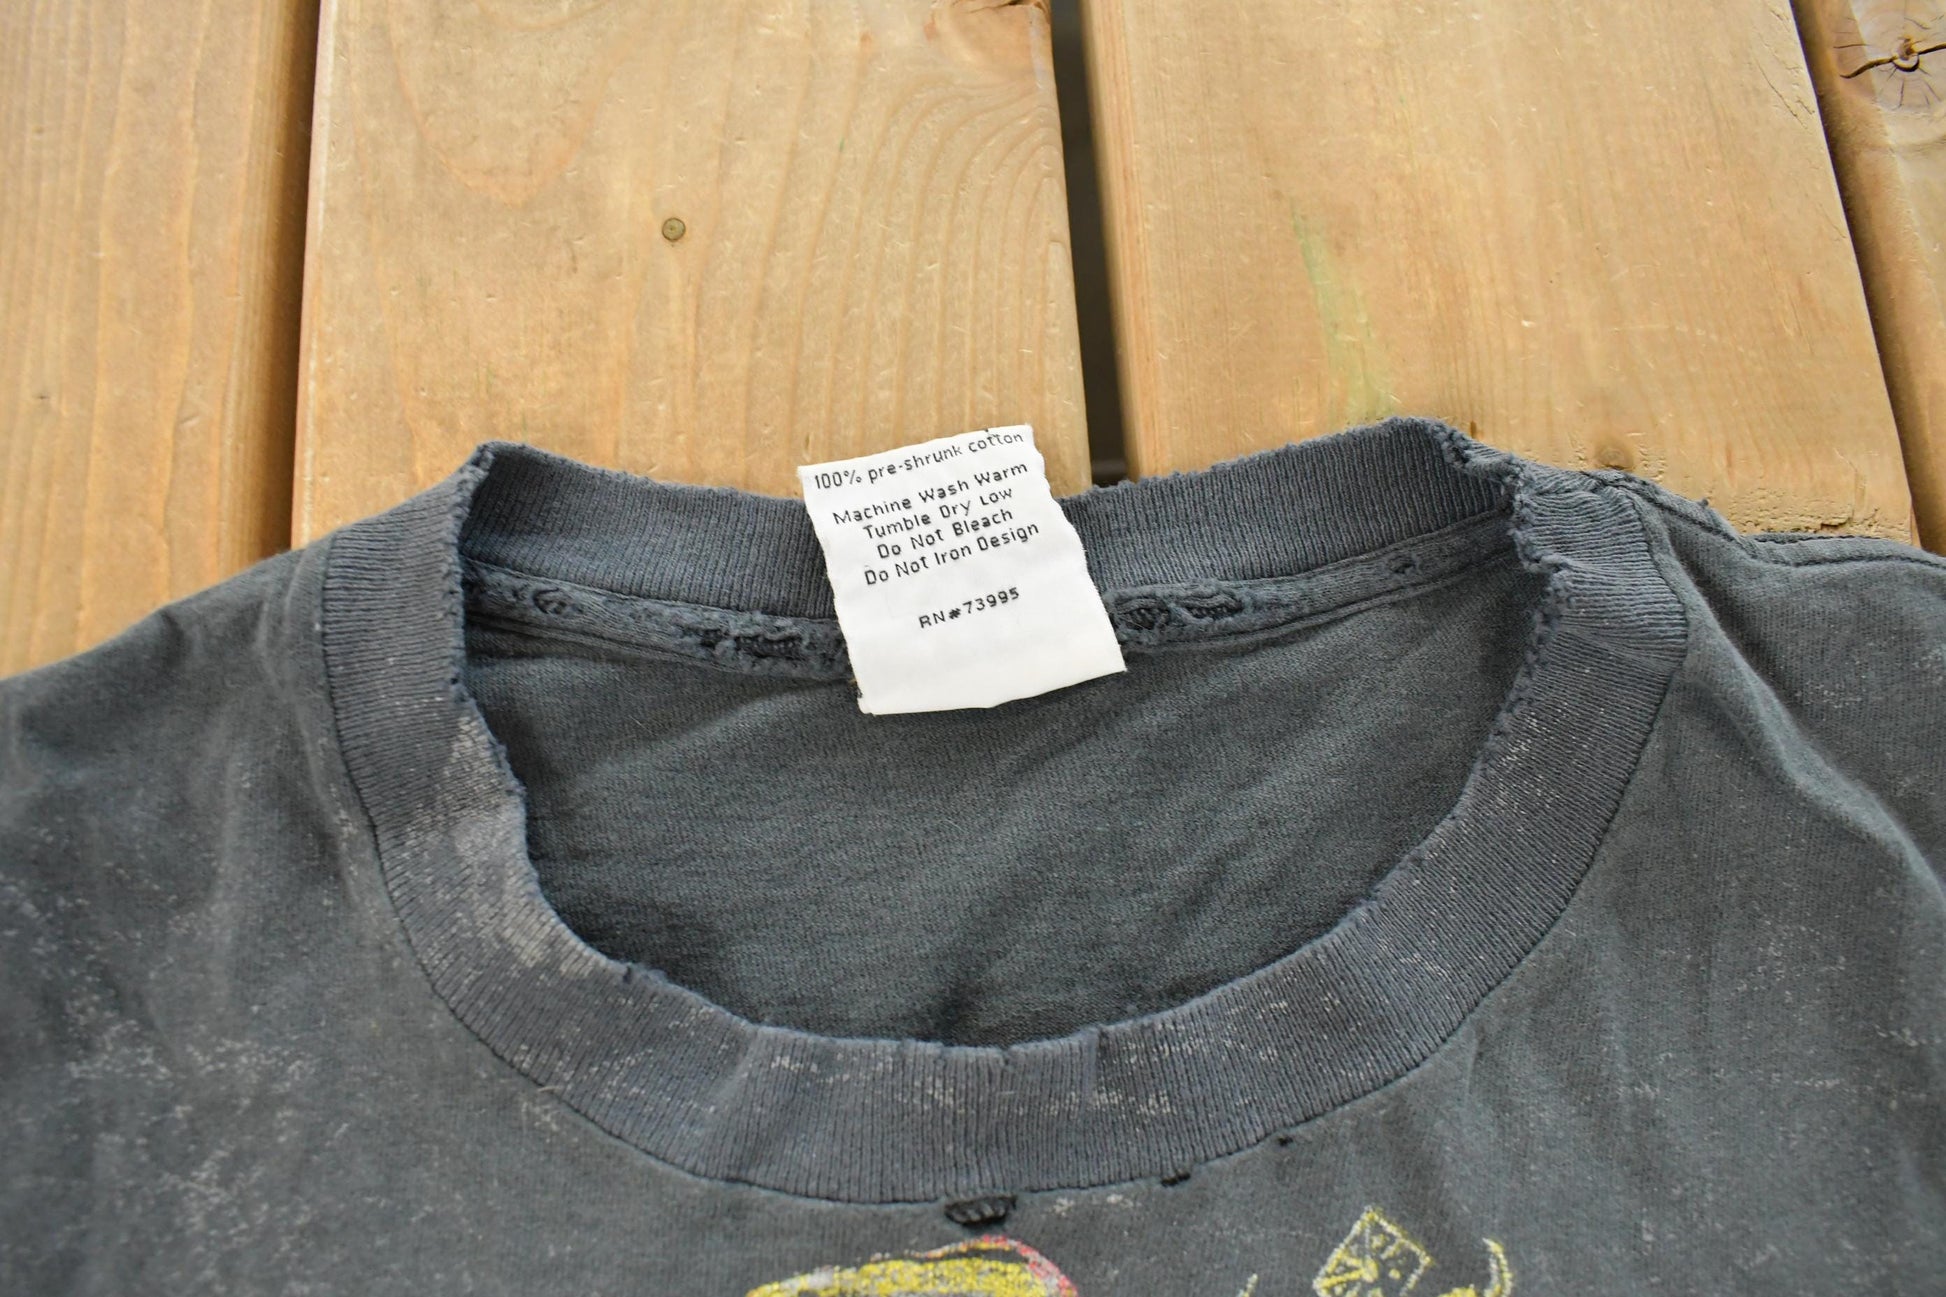 100% pre-shrunk cotton
Machine Wash Warm
Tumble Dry Low
Do Not Bleach
Do Not Iron Design
RN#73995